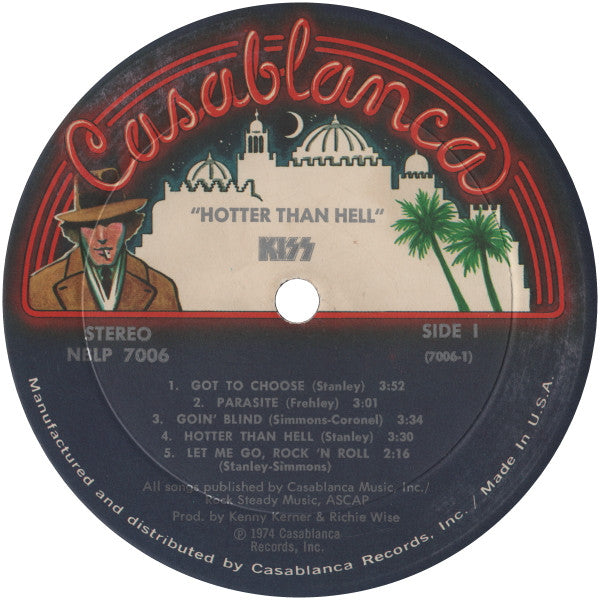 Casablanca
"HOTTER THAN HELL"
KISS
STEREO
NBLP 7006
SIDE 1
(7006-1)
1. GOT TO CHOOSE (Stanley) 3:52
2. PARASITE (Frehley) 3:01
3. GOIN' BLIND (Simmons-Coronel) 3:34
4. HOTTER THAN HELL (Stanley) 3:30
5. LET ME GO, ROCK 'N ROLL 2:16
(Stanley-Simmons)
All songs published by Casablanca Music, Inc./
Rock Steady Music, ASCAP
Prod. by Kenny Kerner & Richie Wise
℗ 1974 Casablanca
Records, Inc.
Manufactured and distributed by Casablanca Records, Inc. / Made In U.S.A.